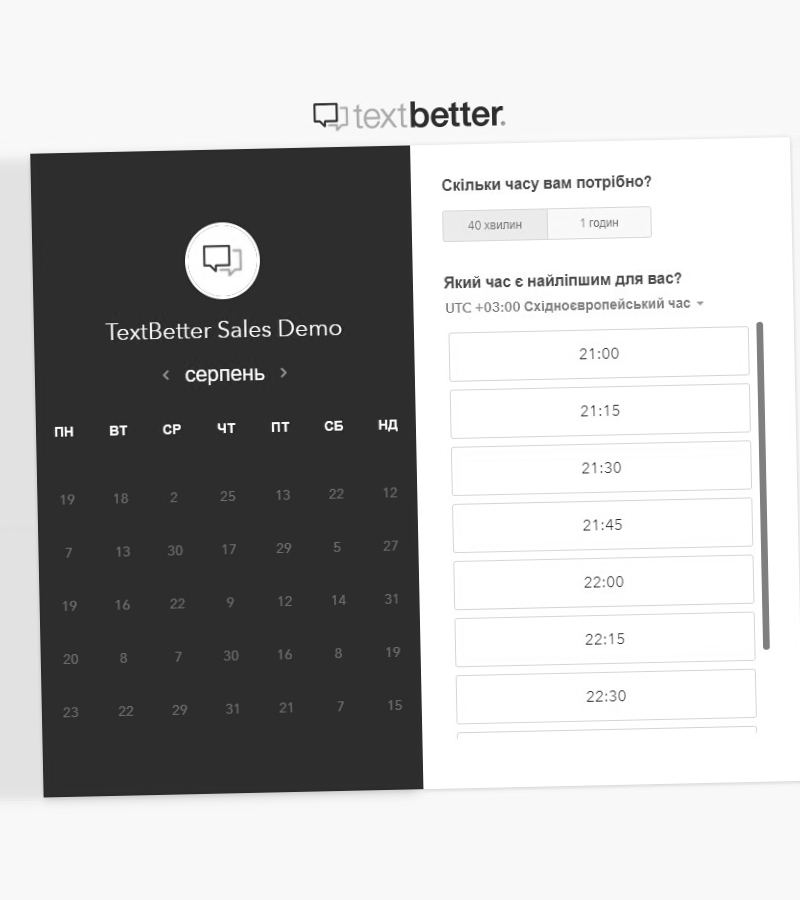 textbetter.
TextBetter Sales Demo
‹ серпень ›
ПН ВТ СР ЧТ ПТ СБ НД
19 18 2 25 13 22 12
7 13 30 17 29 5 27
19 16 22 9 12 14 31
20 8 7 30 16 8 19
23 22 29 31 21 7 15
Скільки часу вам потрібно?
40 хвилин 1 годин
Який час є найліпшим для вас?
UTC +03:00 Східноєвропейський час
21:00
21:15
21:30
21:45
22:00
22:15
22:30